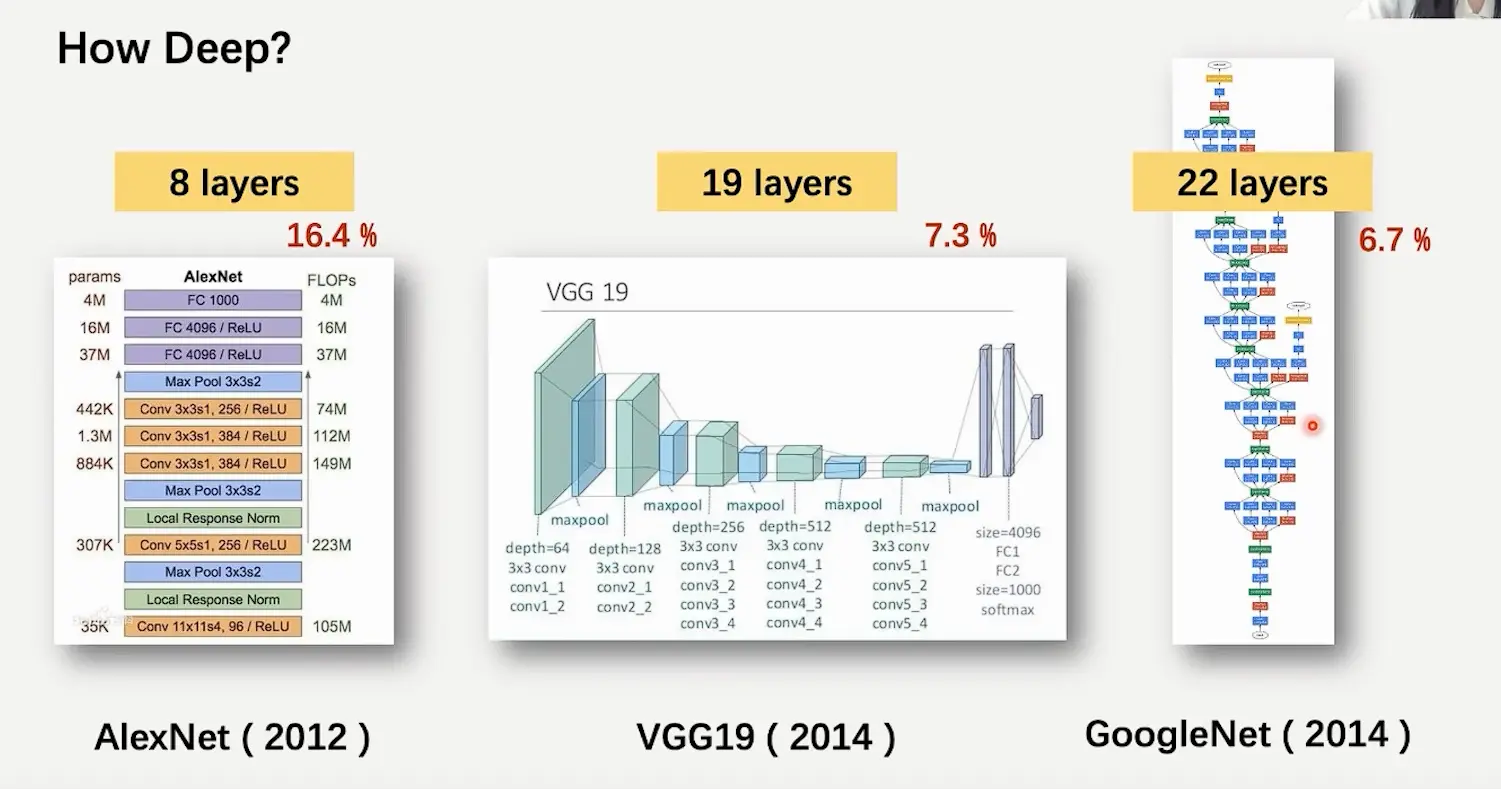 How Deep?
8 layers
16.4 %
params AlexNet FLOPs
4M FC 1000 4M
16M FC 4096 / ReLU 16M
37M FC 4096 / ReLU 37M
Max Pool 3x3s2
442K Conv 3x3s1, 256 / ReLU 74M
1.3M Conv 3x3s1, 384 / ReLU 112M
884K Conv 3x3s1, 384 / ReLU 149M
Max Pool 3x3s2
Local Response Norm
307K Conv 5x5s1, 256 / ReLU 223M
Max Pool 3x3s2
Local Response Norm
35K Conv 11x11s4, 96 / ReLU 105M
AlexNet ( 2012 )
19 layers
7.3 %
VGG 19
maxpool
maxpool
maxpool
maxpool
maxpool
depth=64
3x3 conv
conv1_1
conv1_2
depth=128
3x3 conv
conv2_1
conv2_2
depth=256
3x3 conv
conv3_1
conv3_2
conv3_3
conv3_4
depth=512
3x3 conv
conv4_1
conv4_2
conv4_3
conv4_4
depth=512
3x3 conv
conv5_1
conv5_2
conv5_3
conv5_4
size=4096
FC1
FC2
size=1000
softmax
VGG19 ( 2014 )
22 layers
6.7 %
GoogleNet ( 2014 )